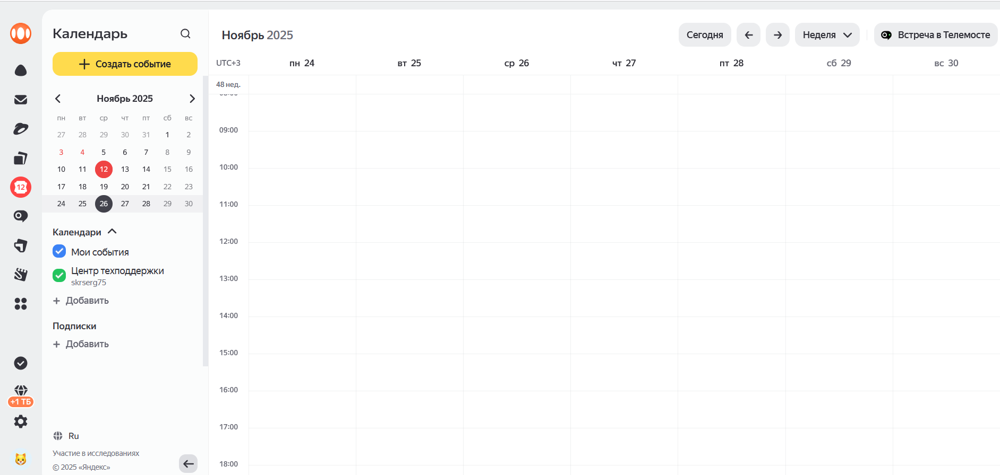 Календарь
Создать событие
Ноябрь 2025
пн вт ср чт пт сб вс
27 28 29 30 31 1 2
3 4 5 6 7 8 9
10 11 12 13 14 15 16
17 18 19 20 21 22 23
24 25 26 27 28 29 30
Календари
Мои события
Центр техподдержки
skrserg75
Добавить
Подписки
Добавить
Ru
Участие в исследованиях
© 2025 «Яндекс»
12
+1 ТБ
Ноябрь 2025
Сегодня
Неделя
Встреча в Телемосте
UTC+3 пн 24 вт 25 ср 26 чт 27 пт 28 сб 29 вс 30
48 нед.
09:00
10:00
11:00
12:00
13:00
14:00
15:00
16:00
17:00
18:00